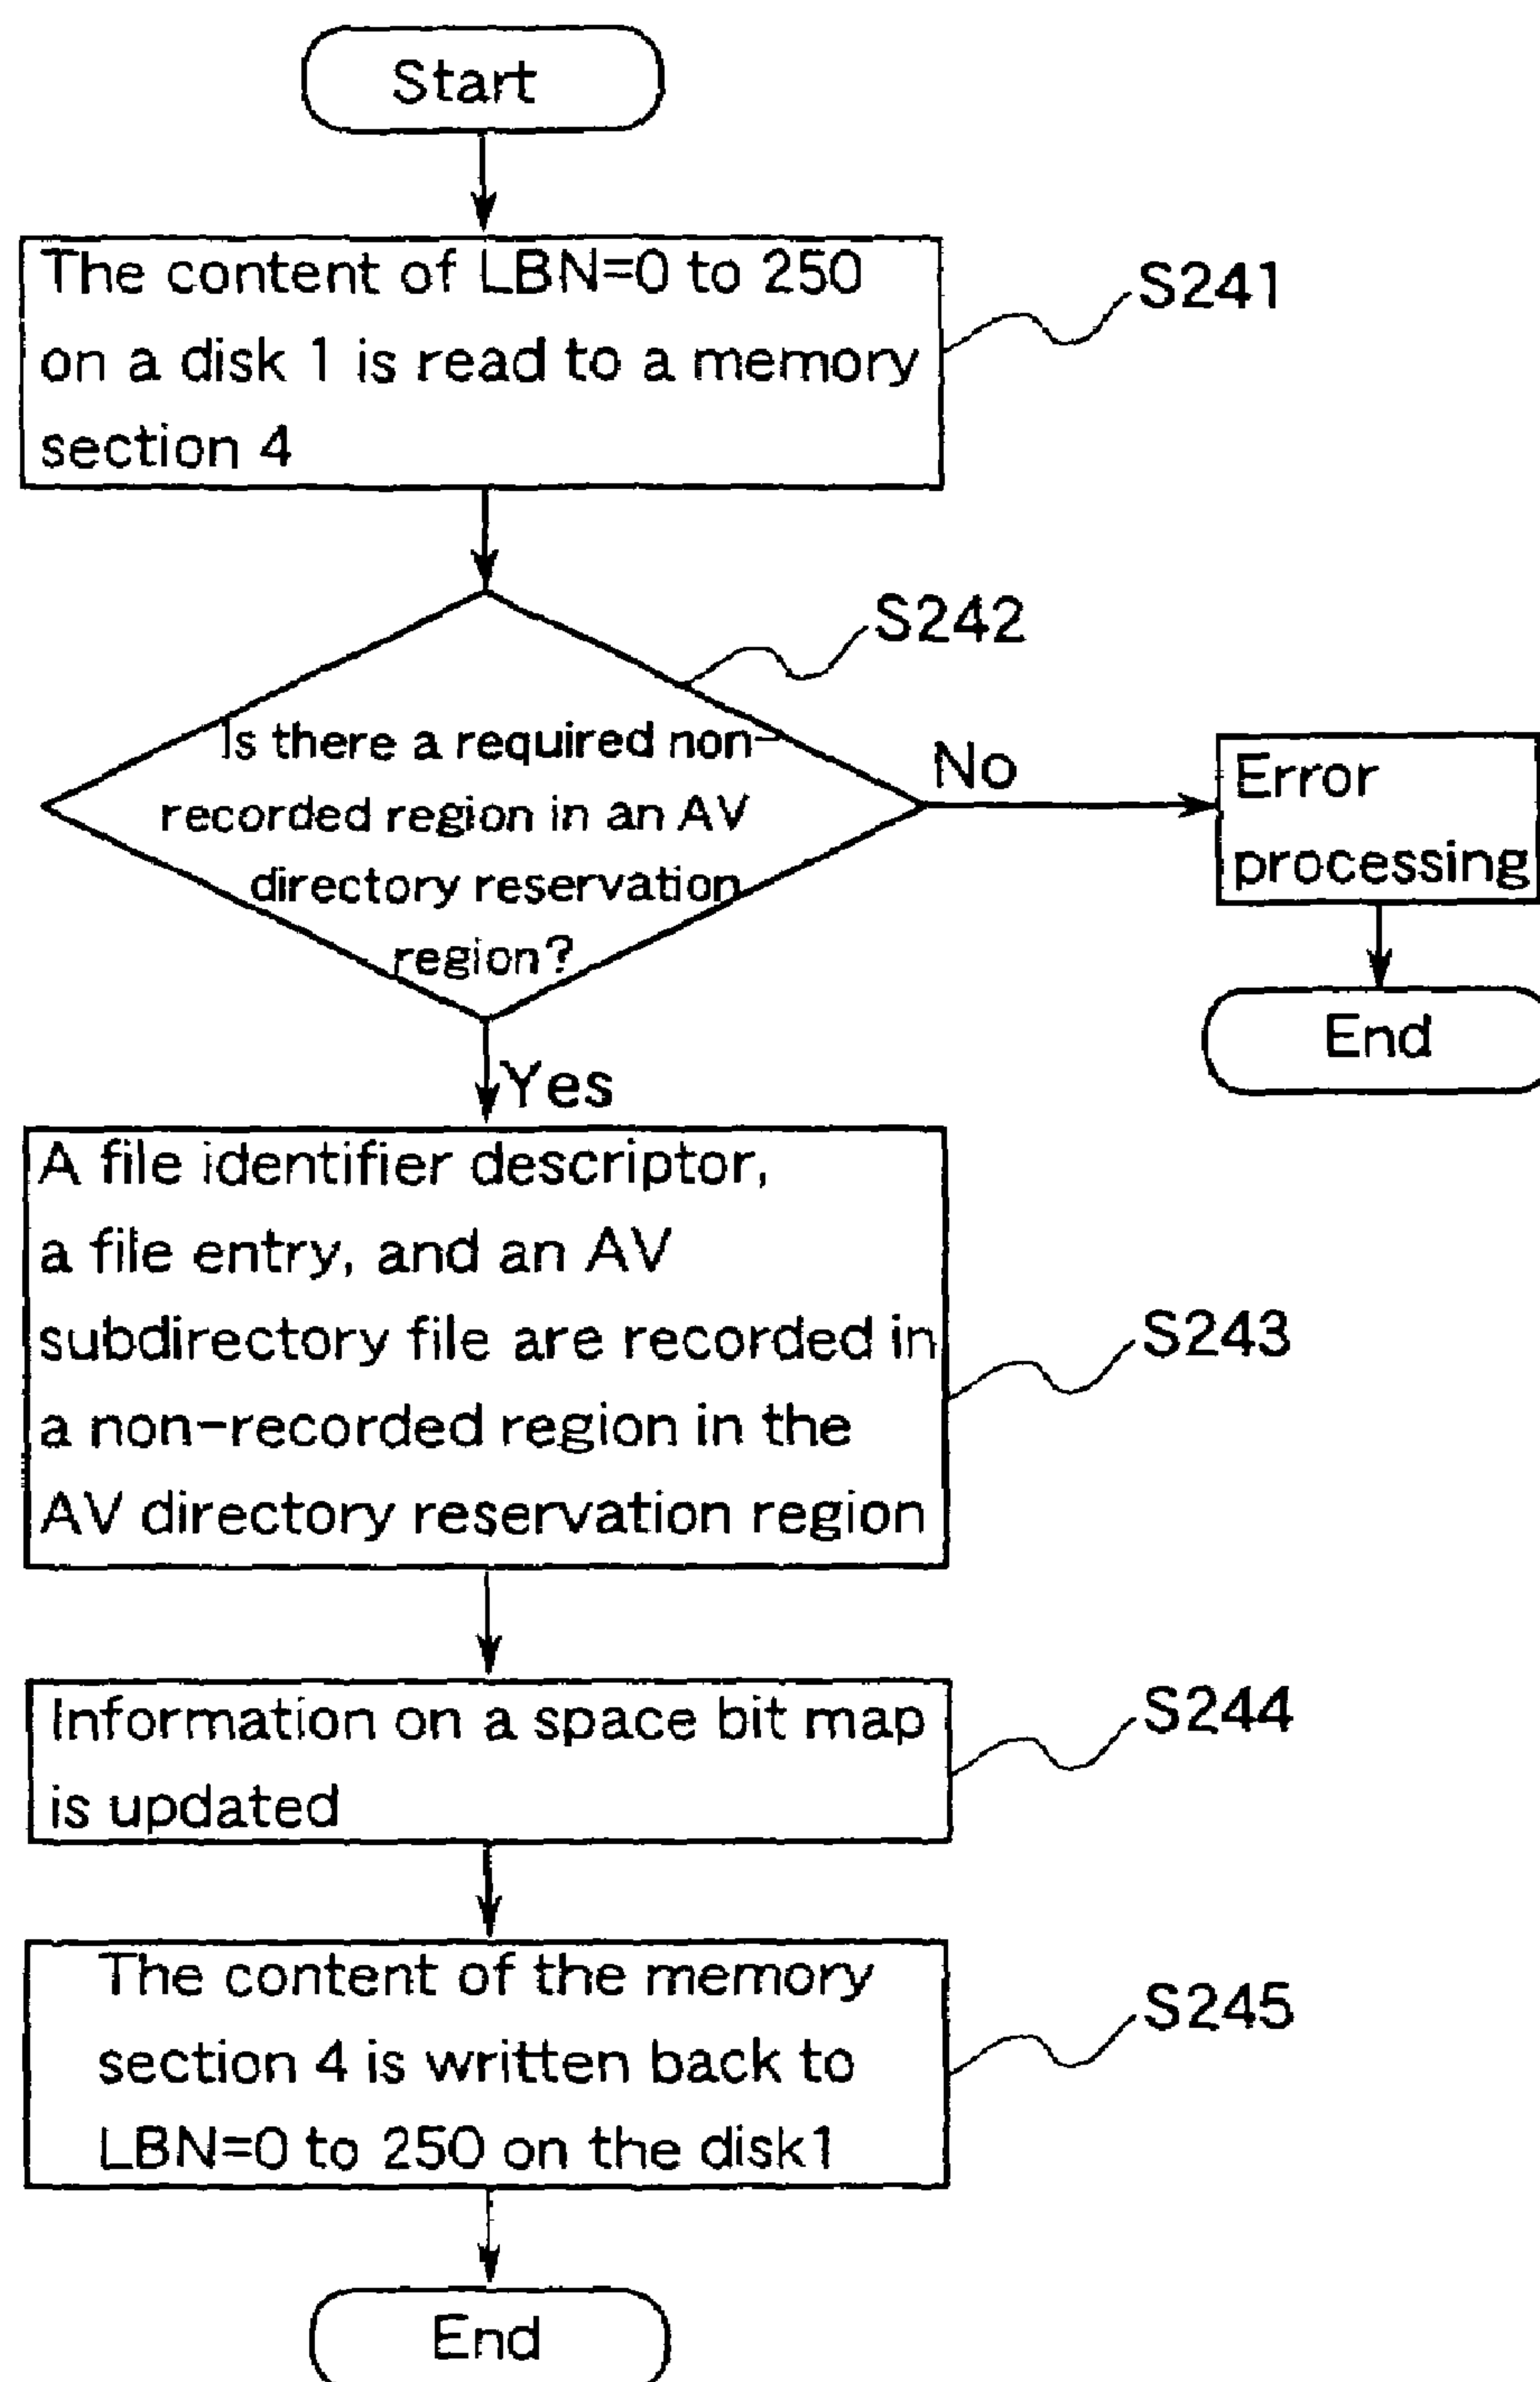 Start
The content of LBN=0 to 250
on a disk 1 is read to a memory
section 4
S241
S242
Is there a required non-
recorded region in an AV
directory reservation
region?
No
Error
processing
End
Yes
A file identifier descriptor,
a file entry, and an AV
subdirectory file are recorded in
a non-recorded region in the
AV directory reservation region
S243
Information on a space bit map
is updated
S244
The content of the memory
section 4 is written back to
LBN=0 to 250 on the disk1
S245
End